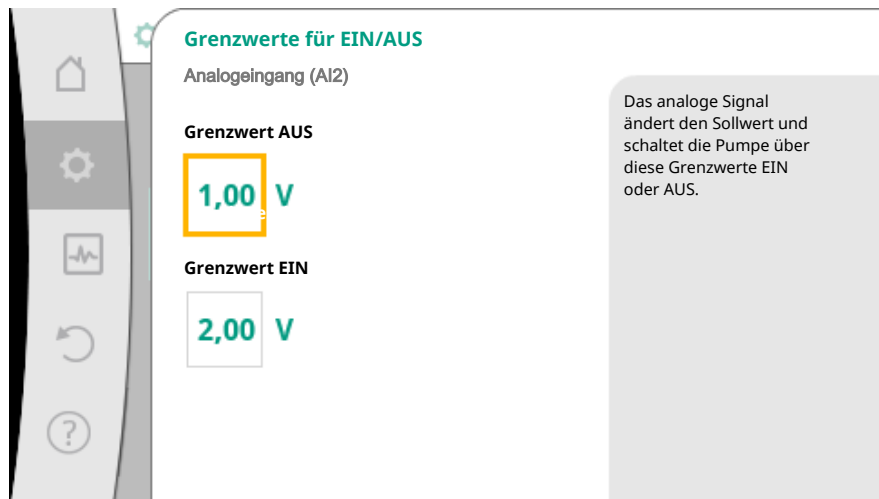 Grenzwerte für EIN/AUS
Analogeingang (AI2)
Grenzwert AUS
1,00 V
Grenzwert EIN
2,00 V
Das analoge Signal
ändert den Sollwert und
schaltet die Pumpe über
diese Grenzwerte EIN
oder AUS.
?